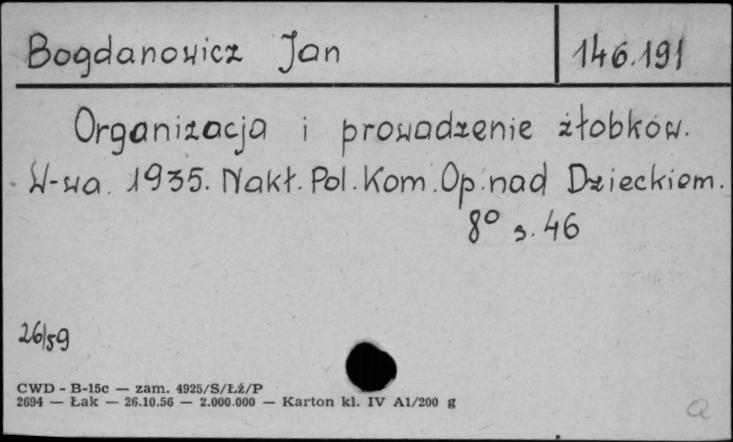 Bogdanowicz Jan 146.191
Organizacja i prowadzenie żłobków.
W-wa. 1935. Nakł. Pol. Kom. Op. nad Dzieckiem.
8° s. 46
26/59
CWD - B-15c — zam. 4925/S/Łź/P
2694 — Łak — 26.10.56 — 2.000.000 — Karton kl. IV A1/200 g
a